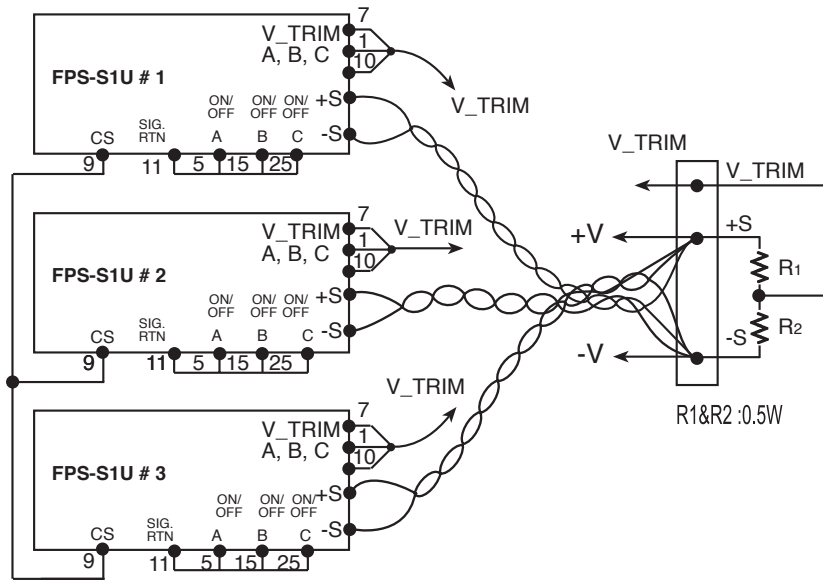 7
V_TRIM 1
A, B, C 10
FPS-S1U # 1
V_TRIM
ON/ ON/ ON/
OFF OFF OFF
+S
SIG.
RTN
CS A B C -S
9 11 5 15 25
V_TRIM
V_TRIM
7
V_TRIM 1
A, B, C 10
V_TRIM
FPS-S1U # 2
+V
+S
ON/ ON/ ON/
OFF OFF OFF
+S
R1
SIG.
RTN
CS A B C -S
9 11 5 15 25
R2
-S
-V
7
V_TRIM 1
A, B, C 10
V_TRIM
R1&R2 :0.5W
FPS-S1U # 3
ON/ ON/ ON/
OFF OFF OFF
+S
SIG.
RTN
CS A B C -S
9 11 5 15 25